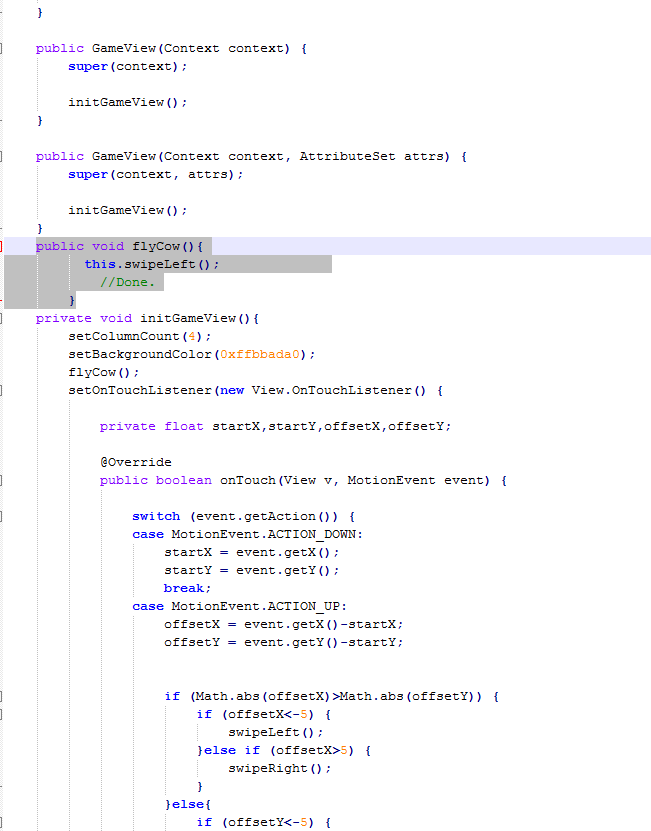 }
public GameView(Context context) {
super(context);
initGameView();
}
public GameView(Context context, AttributeSet attrs) {
super(context, attrs);
initGameView();
}
public void flyCow(){
this.swipeLeft();
//Done.
}
private void initGameView(){
setColumnCount(4);
setBackgroundColor(0xffbbada0);
flyCow();
setOnTouchListener(new View.OnTouchListener() {
private float startX,startY,offsetX,offsetY;
@Override
public boolean onTouch(View v, MotionEvent event) {
switch (event.getAction()) {
case MotionEvent.ACTION_DOWN:
startX = event.getX();
startY = event.getY();
break;
case MotionEvent.ACTION_UP:
offsetX = event.getX()-startX;
offsetY = event.getY()-startY;
if (Math.abs(offsetX)>Math.abs(offsetY)) {
if (offsetX<-5) {
swipeLeft();
}else if (offsetX>5) {
swipeRight();
}
}else{
if (offsetY<-5) {